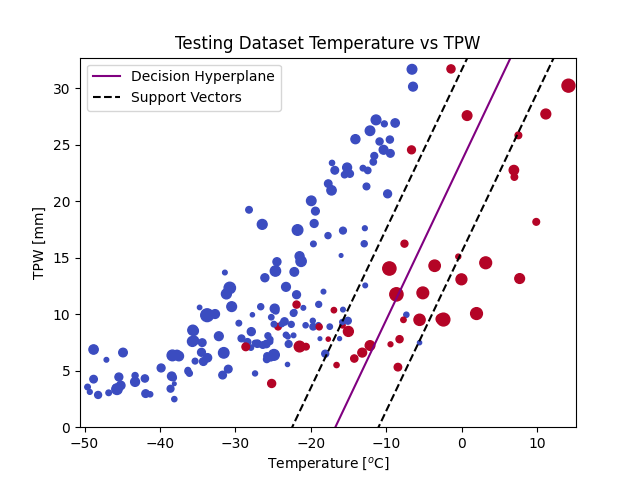 Testing Dataset Temperature vs TPW
Decision Hyperplane
Support Vectors
TPW [mm]
30
25
20
15
10
5
0
−50 −40 −30 −20 −10 0 10
Temperature [°C]